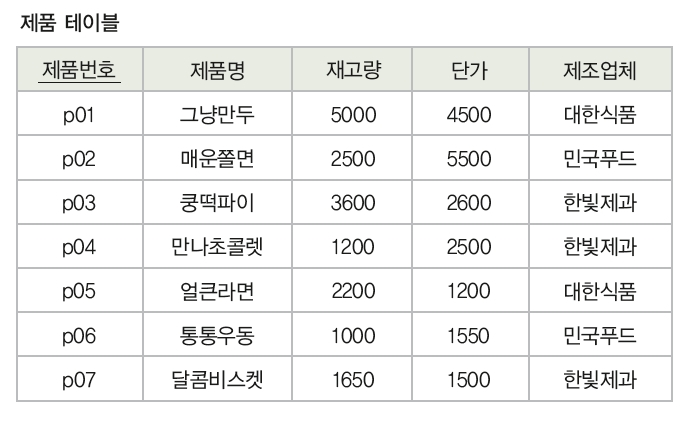 제품 테이블
제품번호 제품명 재고량 단가 제조업체
p01 그냥만두 5000 4500 대한식품
p02 매운쫄면 2500 5500 민국푸드
p03 쿵떡파이 3600 2600 한빛제과
p04 만나초콜렛 1200 2500 한빛제과
p05 얼큰라면 2200 1200 대한식품
p06 통통우동 1000 1550 민국푸드
p07 달콤비스켓 1650 1500 한빛제과